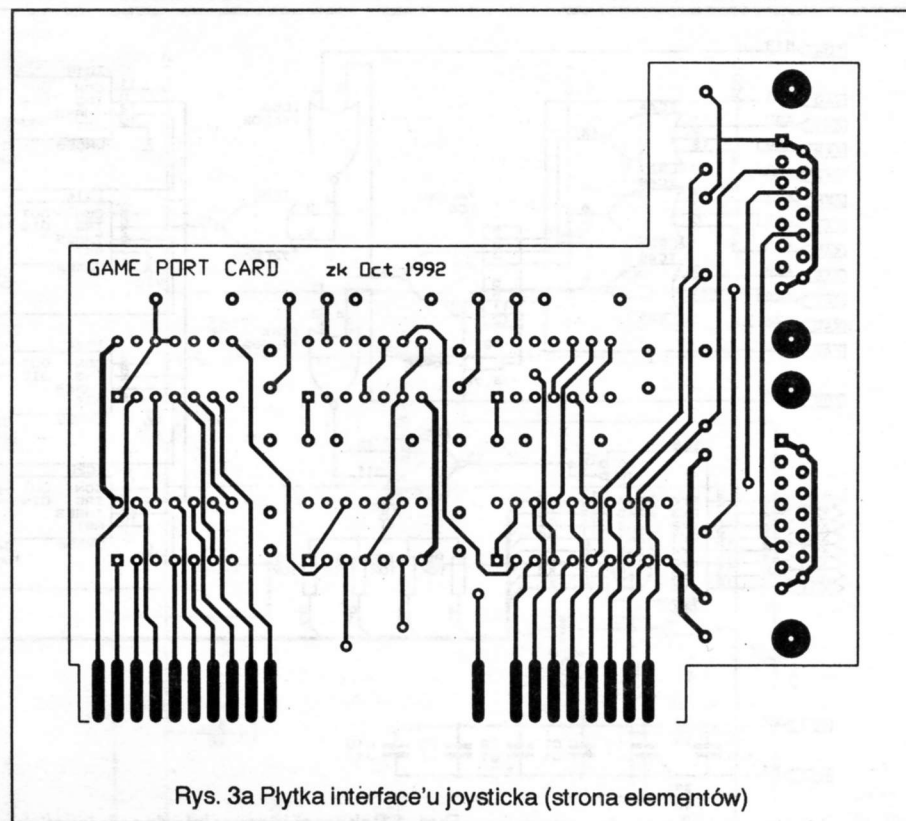 GAME PORT CARD zk Oct 1992
Rys. 3a Płytka interface'u joysticka (strona elementów)